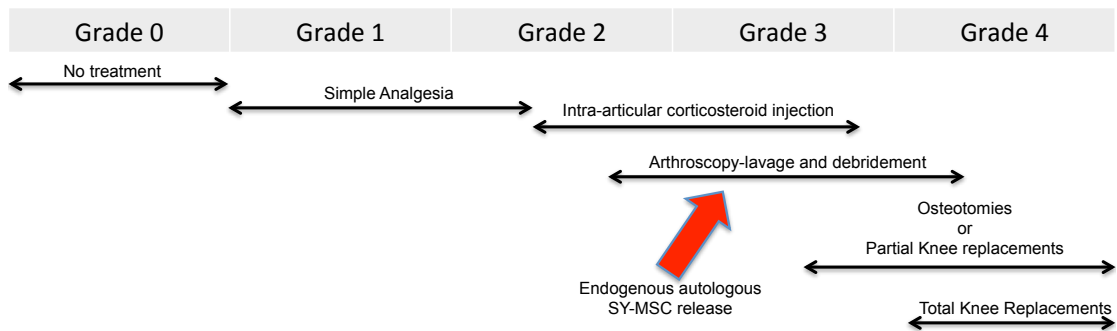 Grade 0 Grade 1 Grade 2 Grade 3 Grade 4
No treatment
Simple Analgesia
Intra-articular corticosteroid injection
Arthroscopy-lavage and debridement
Osteotomies
or
Partial Knee replacements
Endogenous autologous
SY-MSC release
Total Knee Replacements